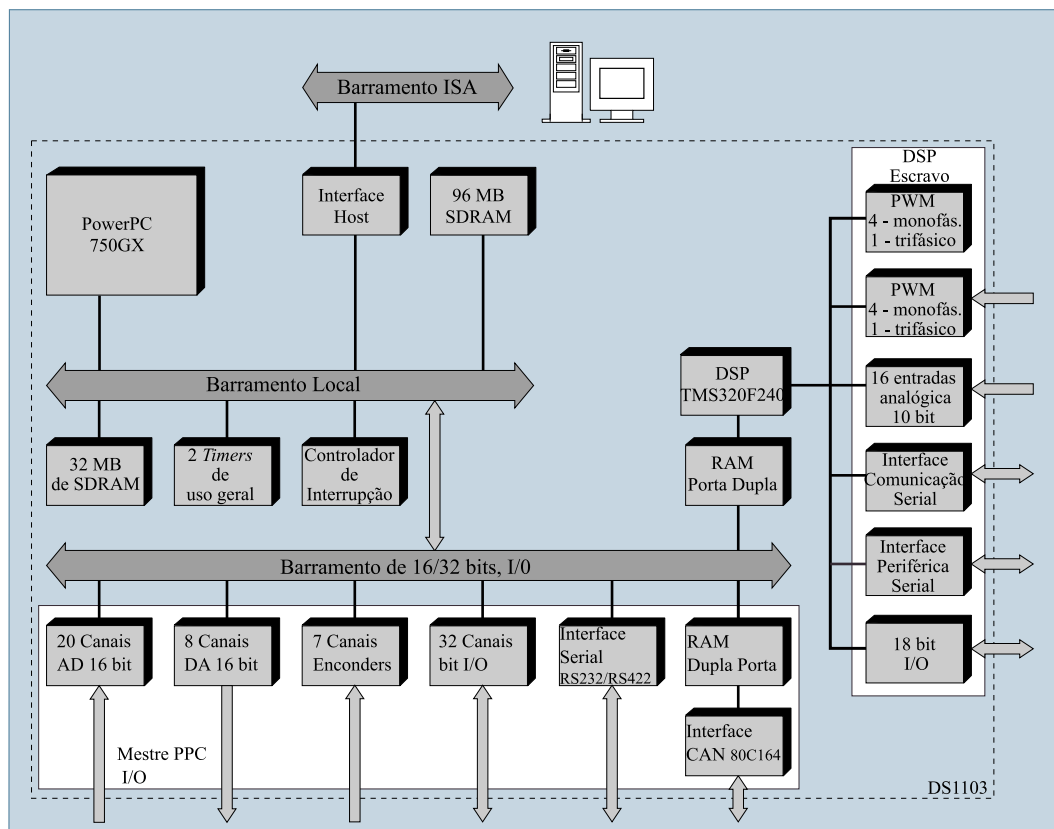 Barramento ISA
PowerPC
750GX
Interface
Host
96 MB
SDRAM
DSP
Escravo
PWM
4 - monofás.
1 - trifásico
PWM
4 - monofás.
1 - trifásico
Barramento Local
DSP
TMS320F240
16 entradas
analógica
10 bit
32 MB
de SDRAM
2 Timers
de
uso geral
Controlador
de
Interrupção
RAM
Porta Dupla
Interface
Comunicação
Serial
Barramento de 16/32 bits, I/0
Interface
Periférica
Serial
20 Canais
AD 16 bit
8 Canais
DA 16 bit
7 Canais
Enconders
32 Canais
bit I/O
Interface
Serial
RS232/RS422
RAM
Dupla Porta
18 bit
I/O
Mestre PPC
I/O
Interface
CAN 80C164
DS1103